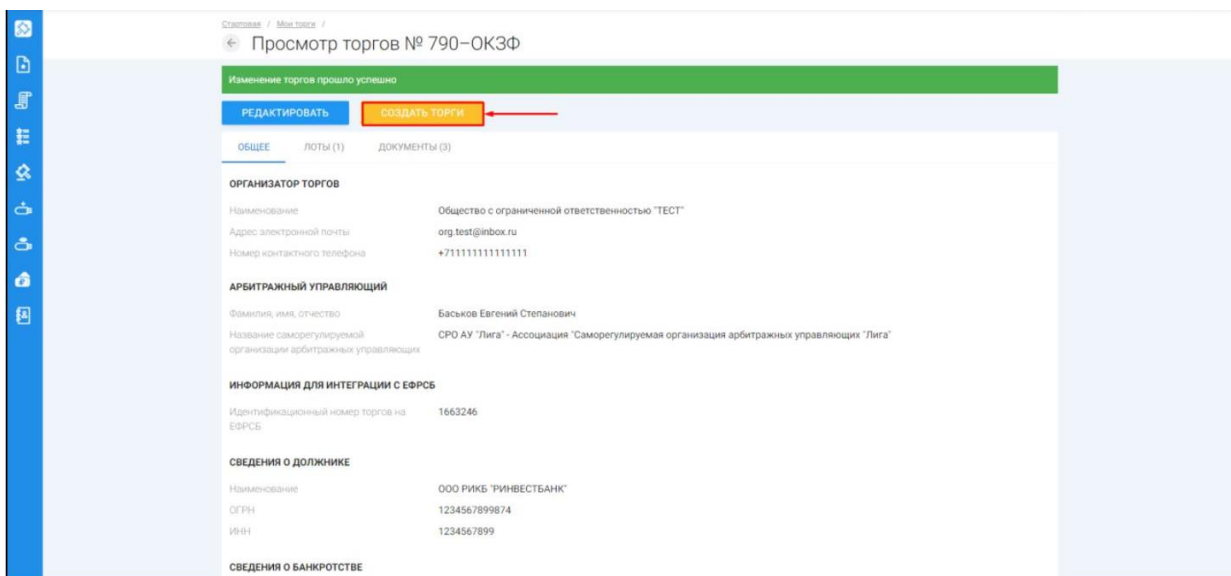 Стартовая / Мои торги /
Просмотр торгов № 790-ОКЗФ
Изменение торгов прошло успешно
РЕДАКТИРОВАТЬ СОЗДАТЬ ТОРГИ
ОБЩЕЕ ЛОТЫ (1) ДОКУМЕНТЫ (3)
ОРГАНИЗАТОР ТОРГОВ
Наименование Общество с ограниченной ответственностью "ТЕСТ"
Адрес электронной почты org.test@inbox.ru
Номер контактного телефона +711111111111111
АРБИТРАЖНЫЙ УПРАВЛЯЮЩИЙ
Фамилия, имя, отчество Баськов Евгений Степанович
Название саморегулируемой СРО АУ "Лига" - Ассоциация "Саморегулируемая организация арбитражных управляющих "Лига"
организации арбитражных управляющих
ИНФОРМАЦИЯ ДЛЯ ИНТЕГРАЦИИ С ЕФРСБ
Идентификационный номер торгов на 1663246
ЕФРСБ
СВЕДЕНИЯ О ДОЛЖНИКЕ
Наименование ООО РИКБ "РИНВЕСТБАНК"
ОГРН 1234567899874
ИНН 1234567899
СВЕДЕНИЯ О БАНКРОТСТВЕ